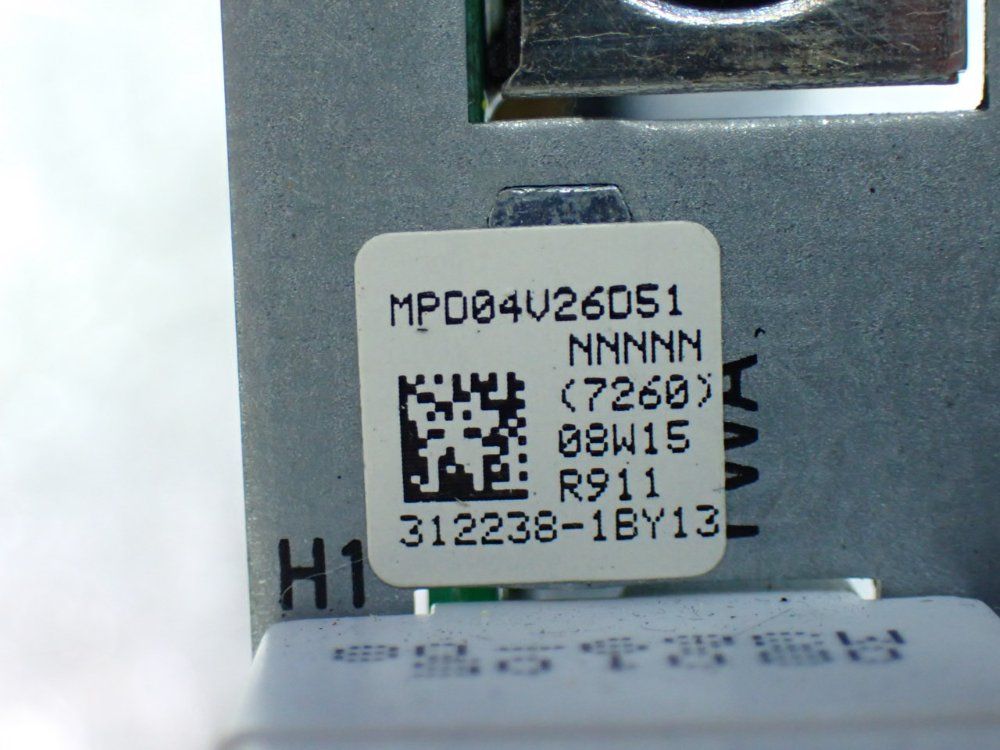 MPD04V26D51
NNNNN
(7260)
08W15
R911
312238-1BY13
H1